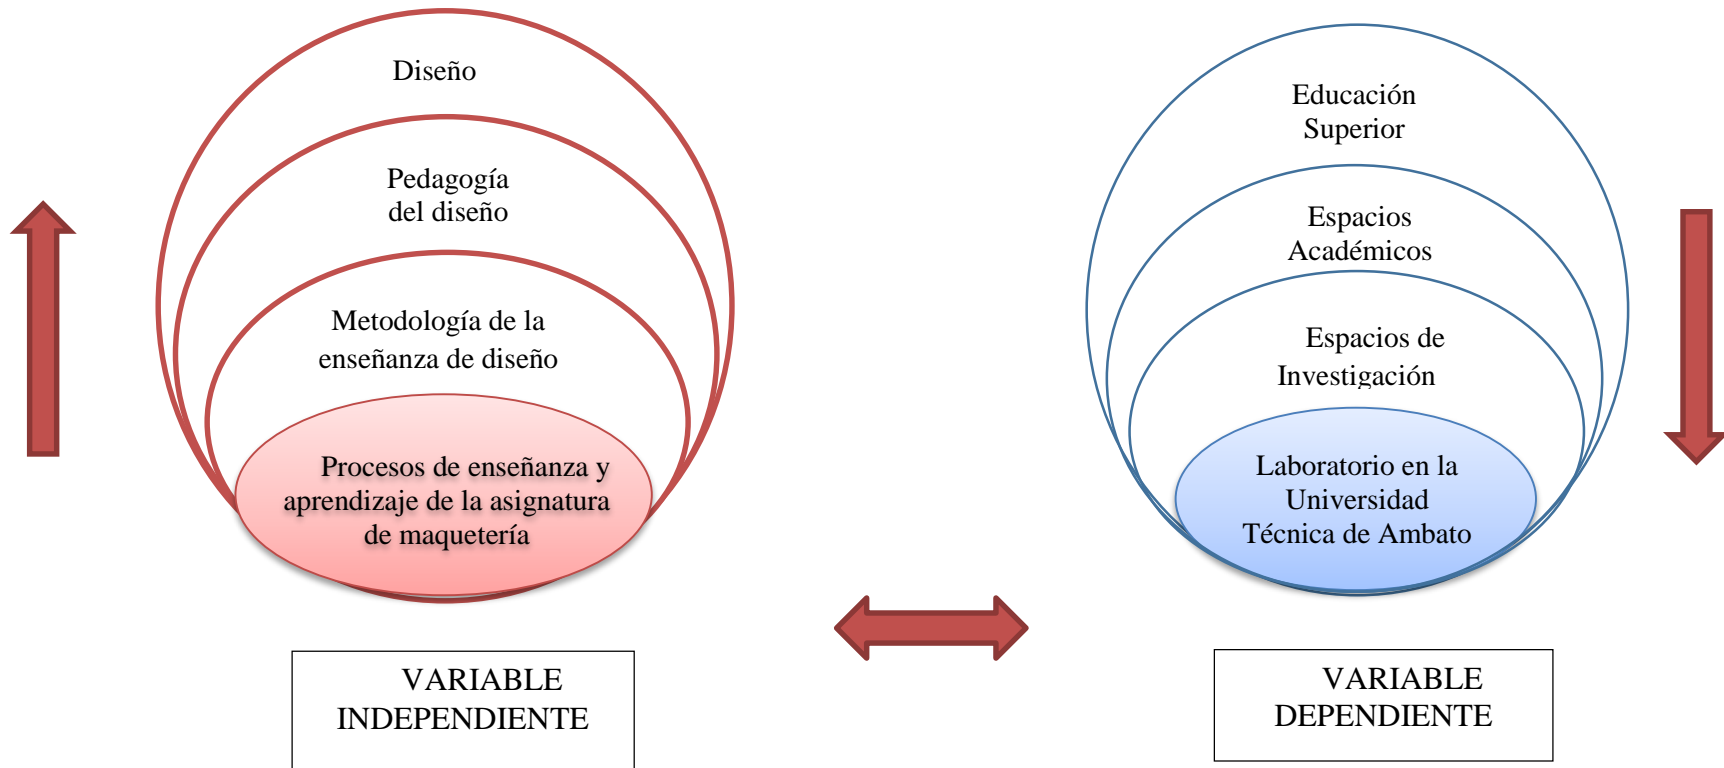 Diseño
Pedagogía
del diseño
Metodología de la
enseñanza de diseño
Procesos de enseñanza y
aprendizaje de la asignatura
de maquetería
VARIABLE
INDEPENDIENTE
Educación
Superior
Espacios
Académicos
Espacios de
Investigación
Laboratorio en la
Universidad
Técnica de Ambato
VARIABLE
DEPENDIENTE